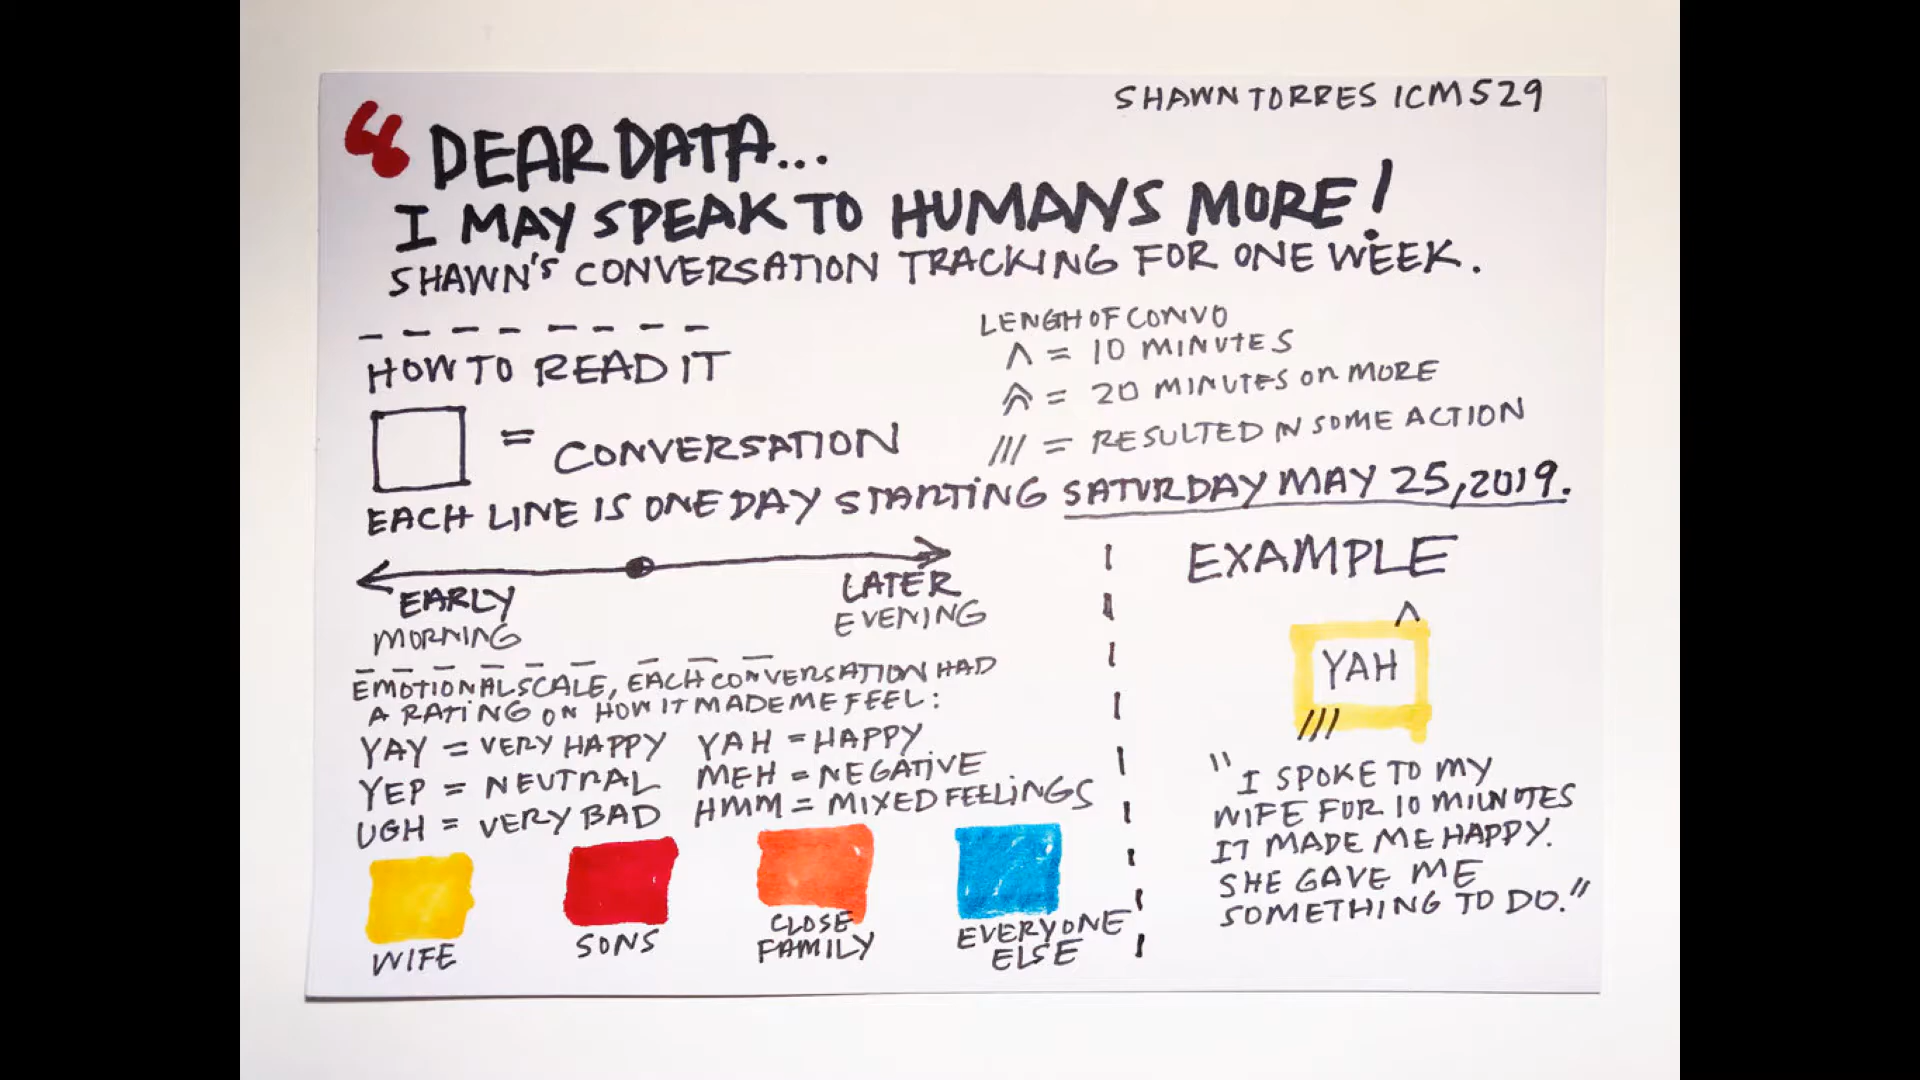 SHAWN TORRES ICM529
DEAR DATA...
I MAY SPEAK TO HUMANS MORE!
SHAWN'S CONVERSATION TRACKING FOR ONE WEEK.
HOW TO READ IT
= CONVERSATION
LENGH OF CONVO
^ = 10 MINUTES
= 20 MINUTES OR MORE
/// = RESULTED IN SOME ACTION
EACH LINE IS ONE DAY STARTING SATURDAY MAY 25, 2019.
EARLY
MORNING
LATER
EVENING
EMOTIONAL SCALE, EACH CONVERSATION HAD
A RATING ON HOW IT MADE ME FEEL:
YAY = VERY HAPPY YAH = HAPPY
YEP = NEUTRAL MEH = NEGATIVE
UGH = VERY BAD HMM = MIXED FEELINGS
WIFE
SONS
CLOSE
FAMILY
EVERYONE
ELSE
EXAMPLE
^
YAH
///
"I SPOKE TO MY
WIFE FOR 10 MIUNUTES
IT MADE ME HAPPY.
SHE GAVE ME
SOMETHING TO DO."